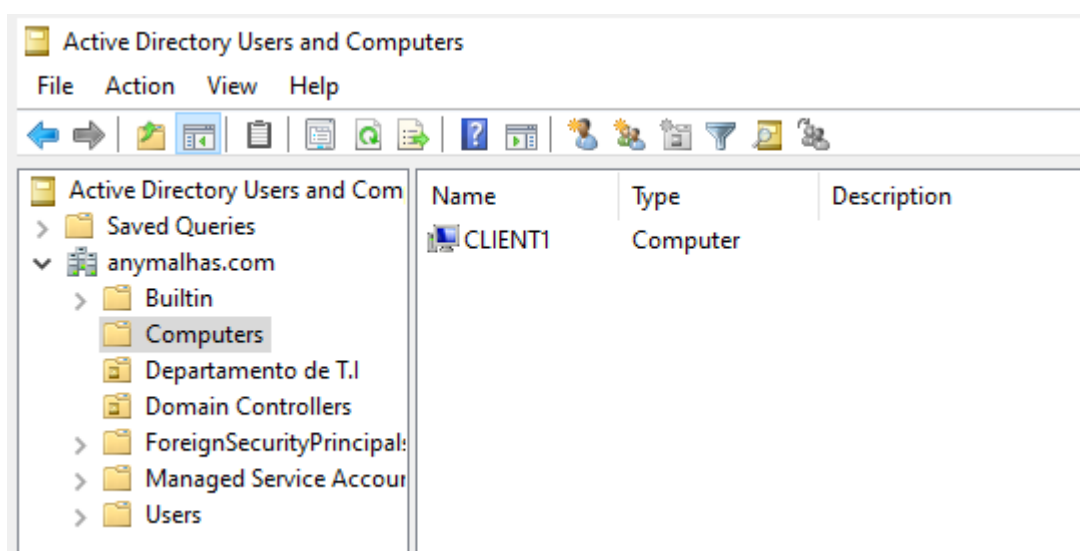 Active Directory Users and Computers
File Action View Help
Active Directory Users and Com
Name Type Description
Saved Queries
CLIENT1 Computer
anymalhas.com
Builtin
Computers
Departamento de T.I
Domain Controllers
ForeignSecurityPrincipals
Managed Service Accour
Users